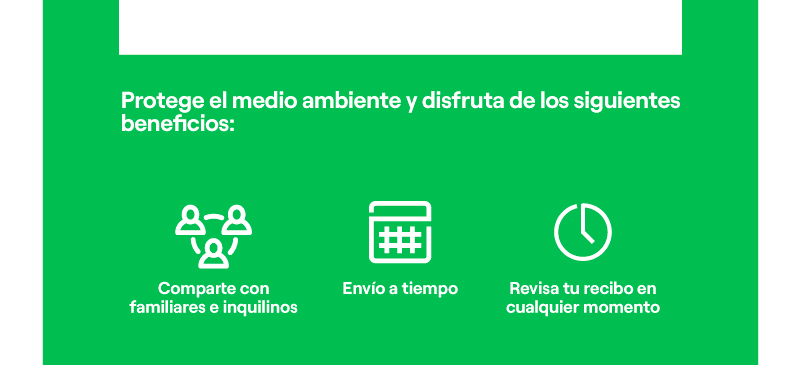 Protege el medio ambiente y disfruta de los siguientes
beneficios:
Comparte con
familiares e inquilinos
Envío a tiempo
Revisa tu recibo en
cualquier momento